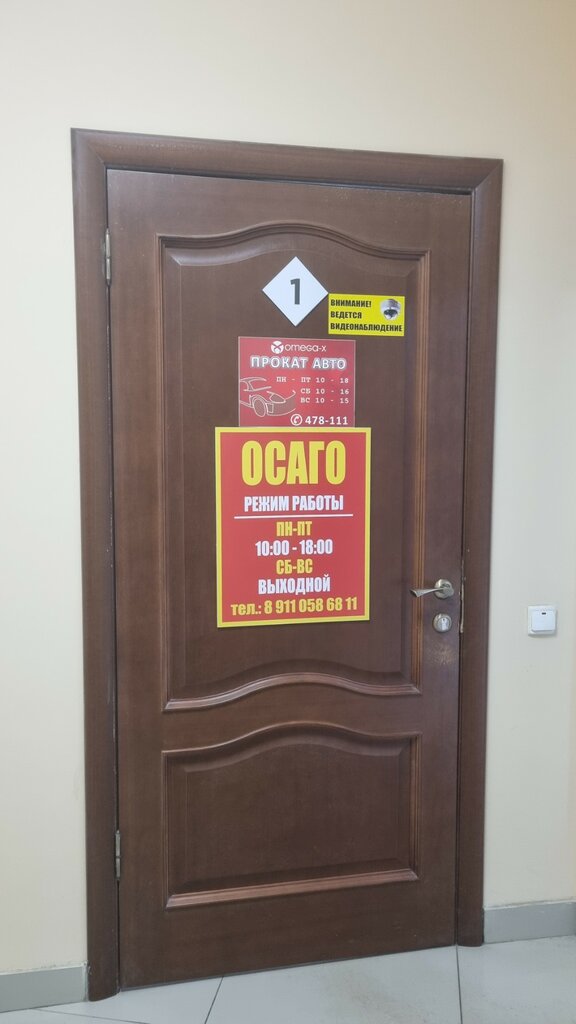 1
ВНИМАНИЕ!
ВЕДЕТСЯ
ВИДЕОНАБЛЮДЕНИЕ
omega-x
ПРОКАТ АВТО
ПН - ПТ 10 - 18
СБ 10 - 16
ВС 10 - 15
478-111
ОСАГО
РЕЖИМ РАБОТЫ
ПН-ПТ
10:00 - 18:00
СБ-ВС
ВЫХОДНОЙ
тел.: 8 911 058 68 11